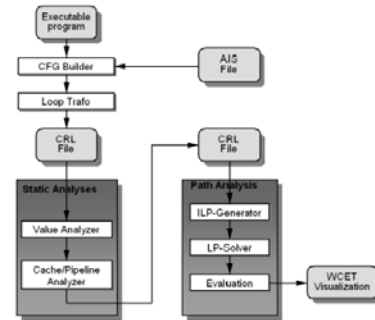 Executable
program
CFG Builder
AIS
File
Loop Trafo
CRL
File
CRL
File
Static Analyses
Path Analysis
Value Analyzer
ILP-Generator
LP-Solver
Cache/Pipeline
Analyzer
Evaluation
WCET
Visualization